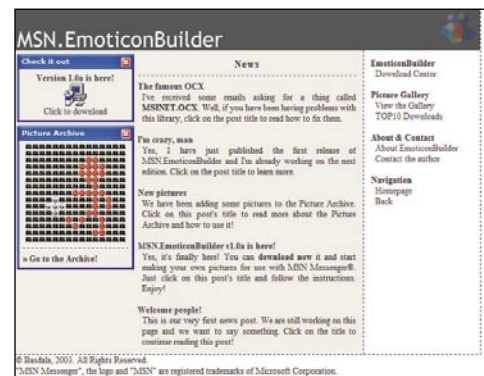 MSN.EmoticonBuilder
Check it out
Version 1.0a is here!
Click to download
Picture Archive
» Go to the Archive!
News
The famous OCX
I've received some emails asking for a thing called
MSINET.OCX. Well, if you have been having problems with
this library, click on the post title to read how to fix them.
I'm crazy, man
Yes, I have just published the first release of
MSN.EmoticonBuilder and I'm already working on the next
edition. Click on the post title to learn more.
New pictures
We have been adding some pictures to the Picture Archive.
Click on this post's title to read more about the Picture
Archive and how to use it!
MSN.EmoticonBuilder v1.0a is here!
Yes, it's finally here! You can download now it and start
making your own pictures for use with MSN Messenger®.
Just click on this post's title and follow the instructions.
Enjoy!
Welcome people!
This is our very first news post. We are still working on this
page and we want to say something. Click on the title to
continue reading this post!
EmoticonBuilder
Download Center
Picture Gallery
View the Gallery
TOP10 Downloads
About & Contact
About EmoticonBuilder
Contact the author
Navigation
Homepage
Back
© Basdala, 2003. All Rights Reserved.
"MSN Messenger", the logo and "MSN" are registered trademarks of Microsoft Corporation.